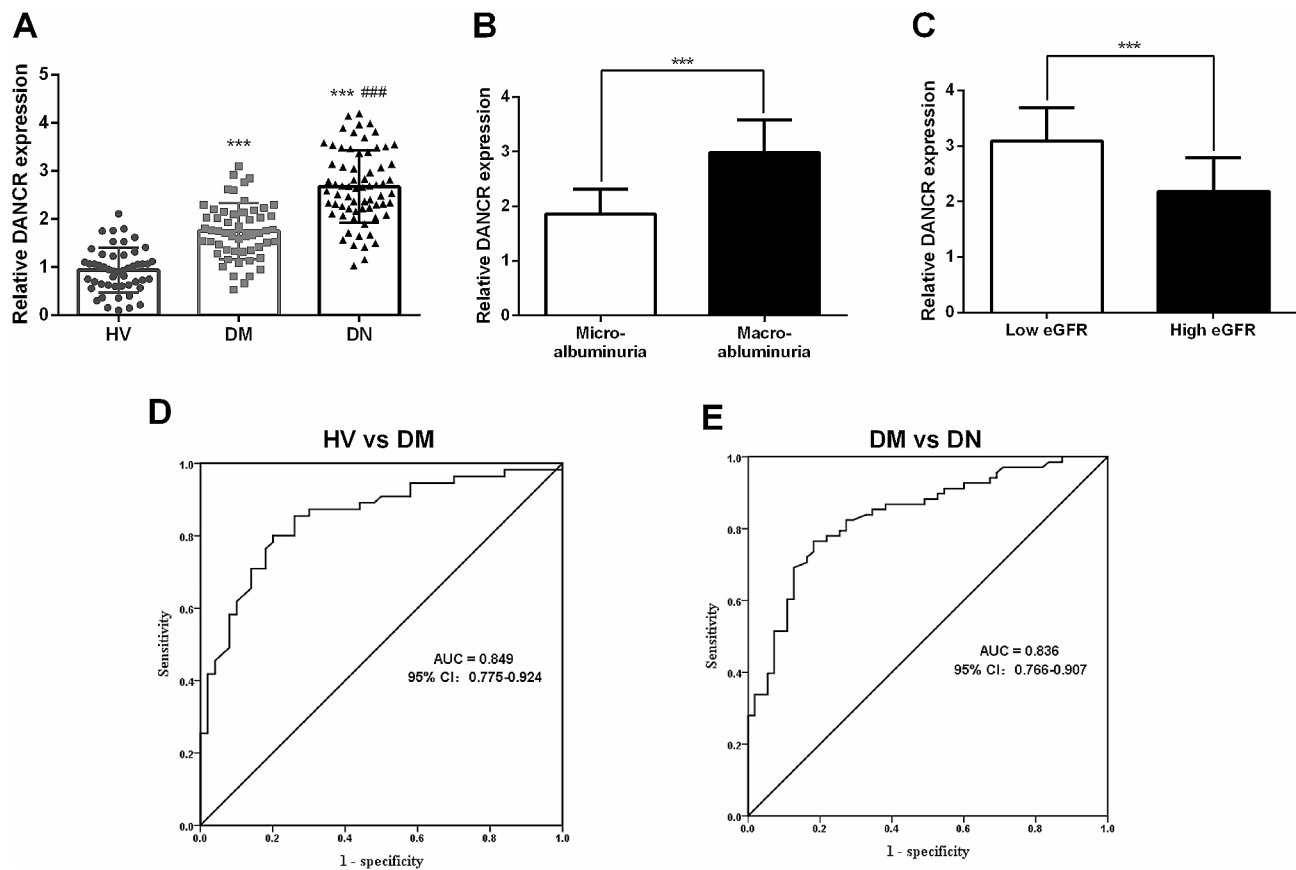 A
Relative DANCR expression
5
4
3
2
1
0
***
*** ###
HV
DM
DN
B
Relative DANCR expression
4
3
2
1
0
***
Micro-
albuminuria
Macro-
abluminuria
C
Relative DANCR expression
4
3
2
1
0
***
Low eGFR
High eGFR
D
HV vs DM
Sensitivity
1.0
0.8
0.6
0.4
0.2
0.0
AUC = 0.849
95% CI: 0.775-0.924
0.0 0.2 0.4 0.6 0.8 1.0
1 - specificity
E
DM vs DN
Sensitivity
1.0
0.8
0.6
0.4
0.2
0.0
AUC = 0.836
95% CI: 0.766-0.907
0.0 0.2 0.4 0.6 0.8 1.0
1 - specificity